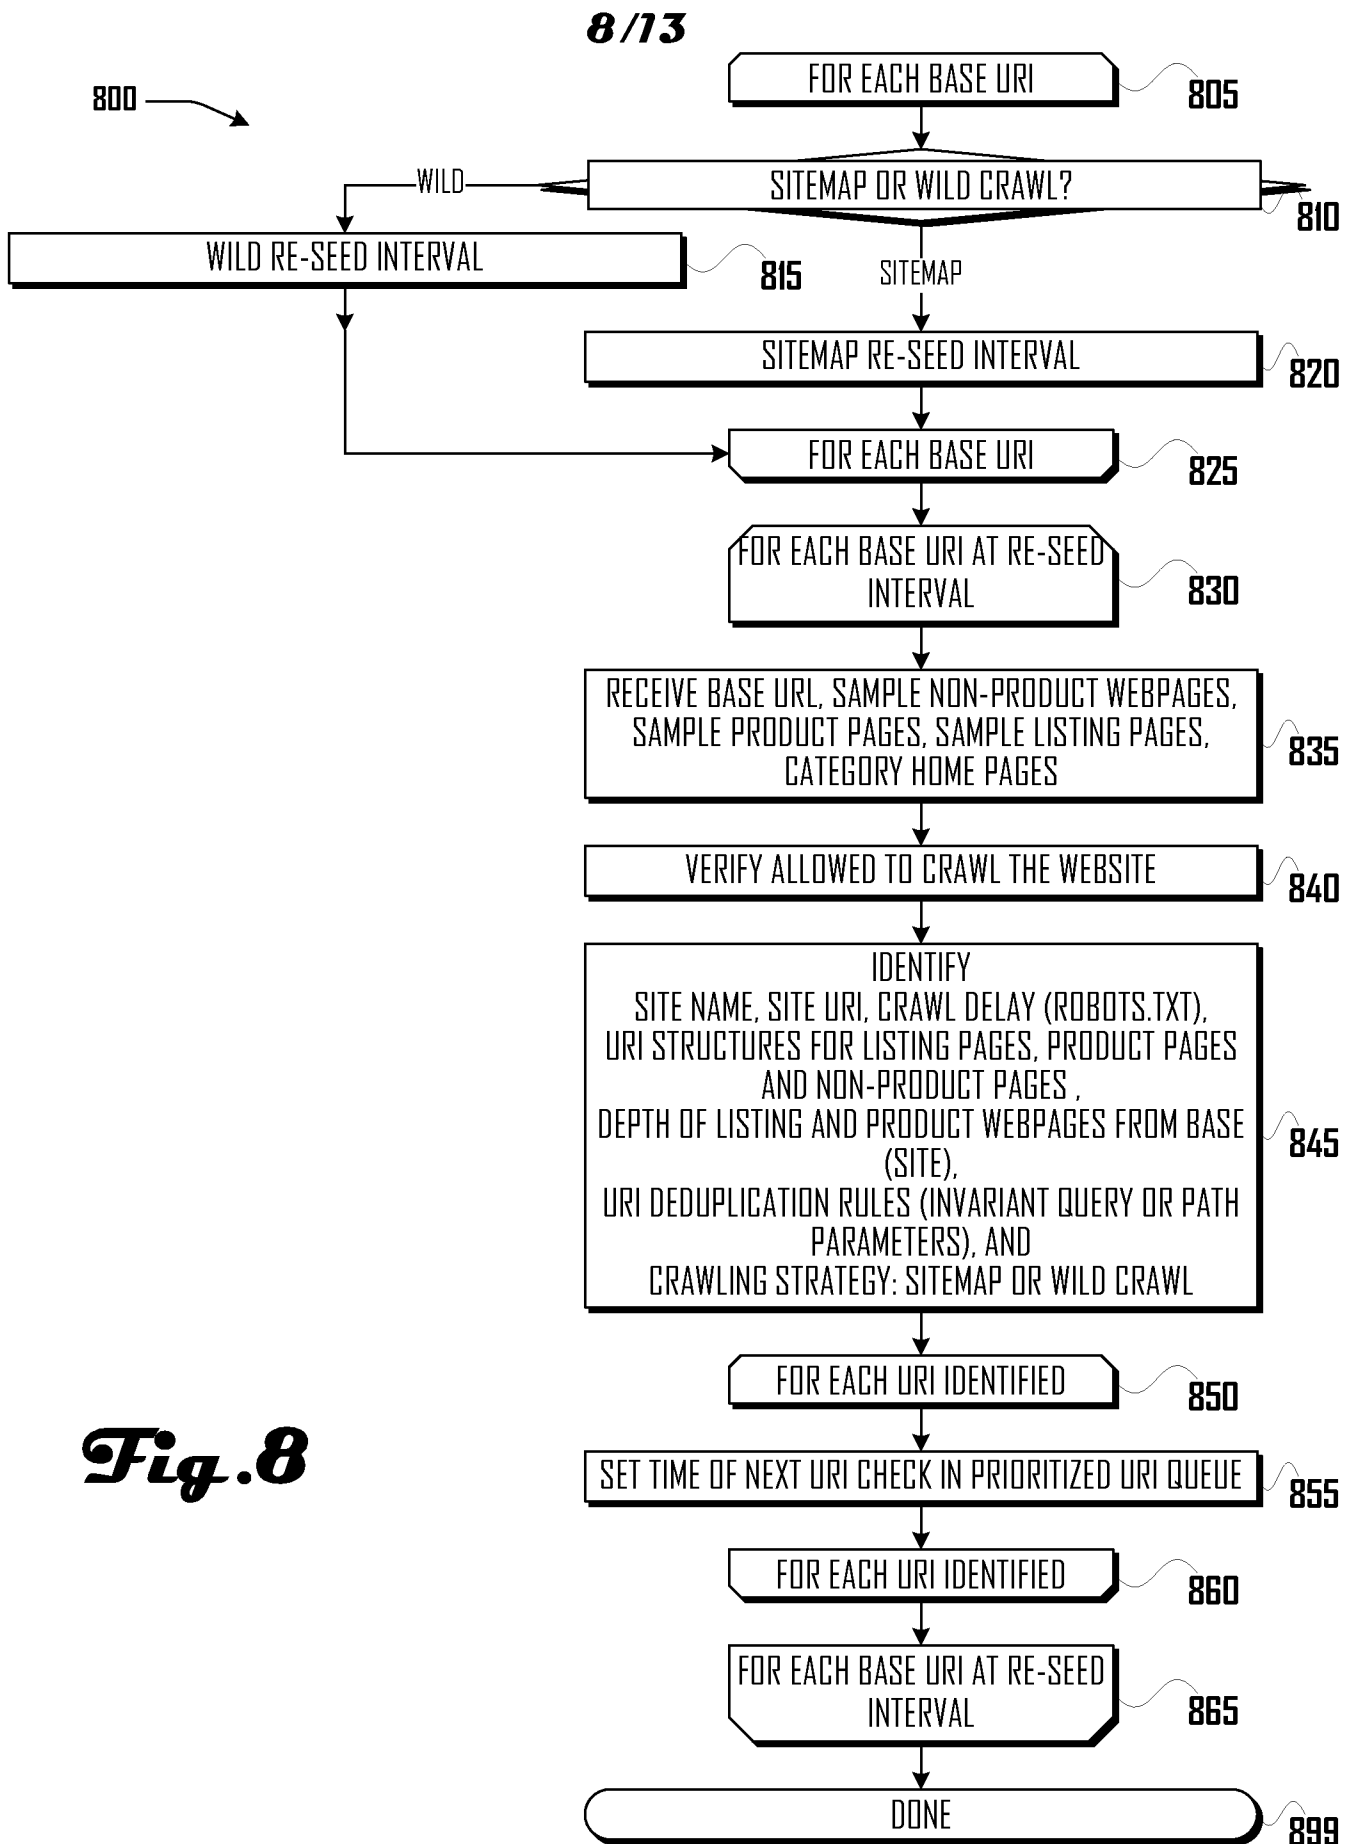 8/13
800
FOR EACH BASE URI
805
SITEMAP OR WILD CRAWL?
810
WILD
WILD RE-SEED INTERVAL
815
SITEMAP
SITEMAP RE-SEED INTERVAL
820
FOR EACH BASE URI
825
FOR EACH BASE URI AT RE-SEED
INTERVAL
830
RECEIVE BASE URL, SAMPLE NON-PRODUCT WEBPAGES,
SAMPLE PRODUCT PAGES, SAMPLE LISTING PAGES,
CATEGORY HOME PAGES
835
VERIFY ALLOWED TO CRAWL THE WEBSITE
840
IDENTIFY
SITE NAME, SITE URI, CRAWL DELAY (ROBOTS.TXT),
URI STRUCTURES FOR LISTING PAGES, PRODUCT PAGES
AND NON-PRODUCT PAGES ,
DEPTH OF LISTING AND PRODUCT WEBPAGES FROM BASE
(SITE),
URI DEDUPLICATION RULES (INVARIANT QUERY OR PATH
PARAMETERS), AND
CRAWLING STRATEGY: SITEMAP OR WILD CRAWL
845
FOR EACH URI IDENTIFIED
850
SET TIME OF NEXT URI CHECK IN PRIORITIZED URI QUEUE
855
FOR EACH URI IDENTIFIED
860
FOR EACH BASE URI AT RE-SEED
INTERVAL
865
DONE
899
Fig.8